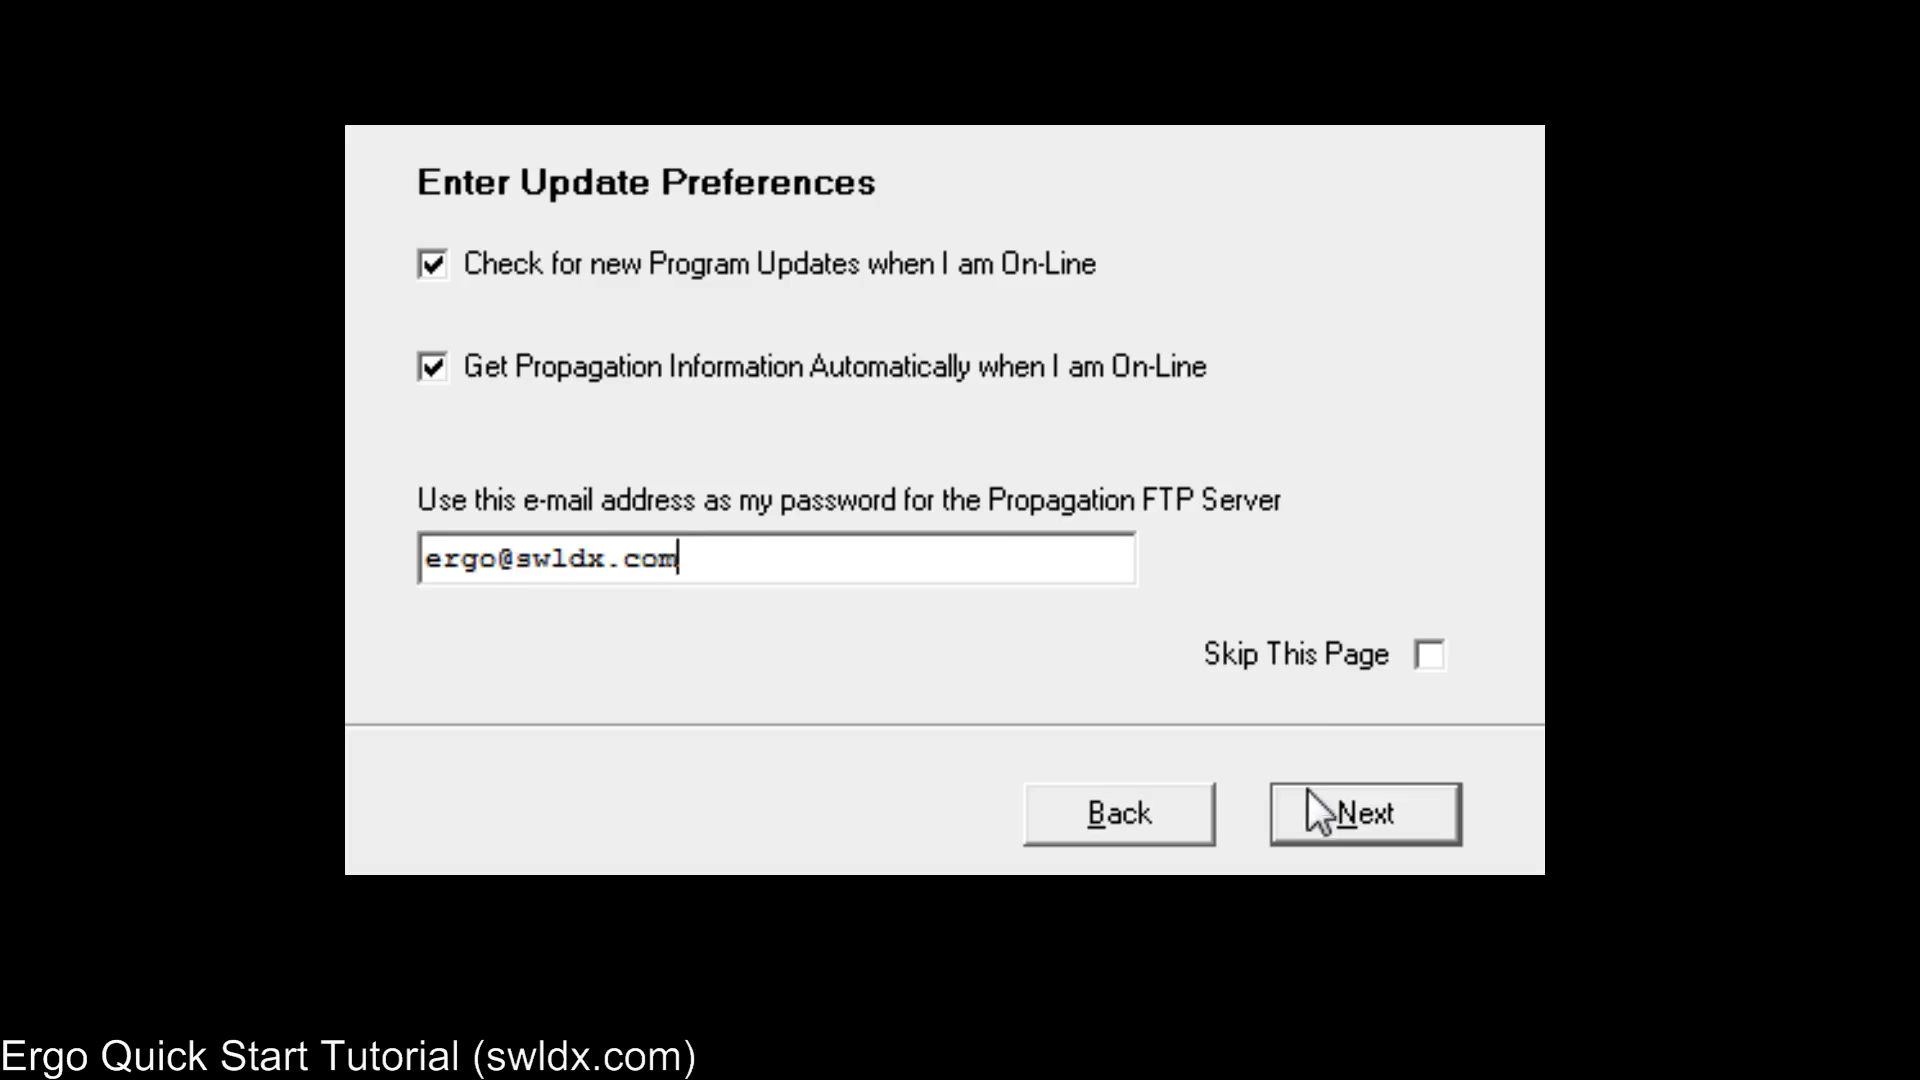 Enter Update Preferences
Check for new Program Updates when I am On-Line
Get Propagation Information Automatically when I am On-Line
Use this e-mail address as my password for the Propagation FTP Server
ergo@swldx.com
Skip This Page
Back Next
Ergo Quick Start Tutorial (swldx.com)